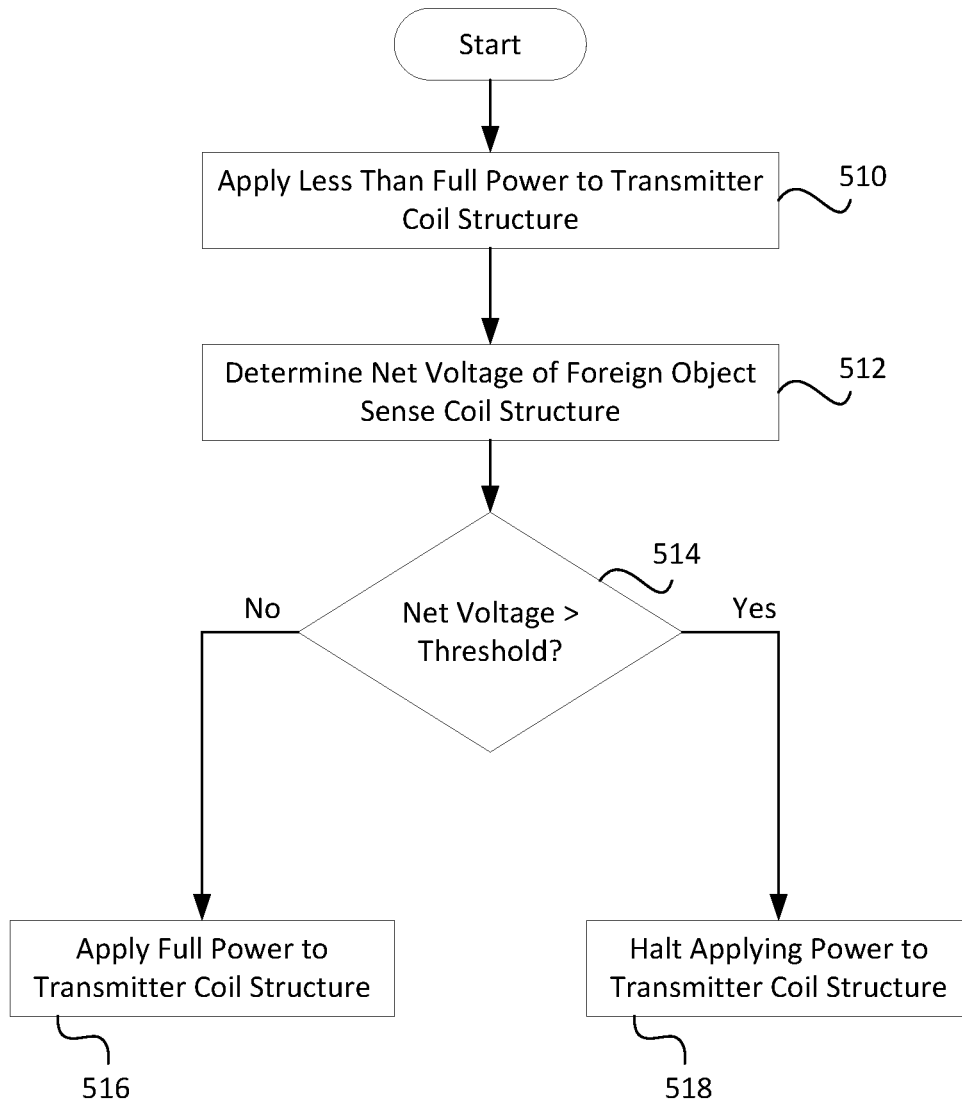 Start
Apply Less Than Full Power to Transmitter
Coil Structure
510
Determine Net Voltage of Foreign Object
Sense Coil Structure
512
514
No
Net Voltage >
Threshold?
Yes
Apply Full Power to
Transmitter Coil Structure
Halt Applying Power to
Transmitter Coil Structure
516
518